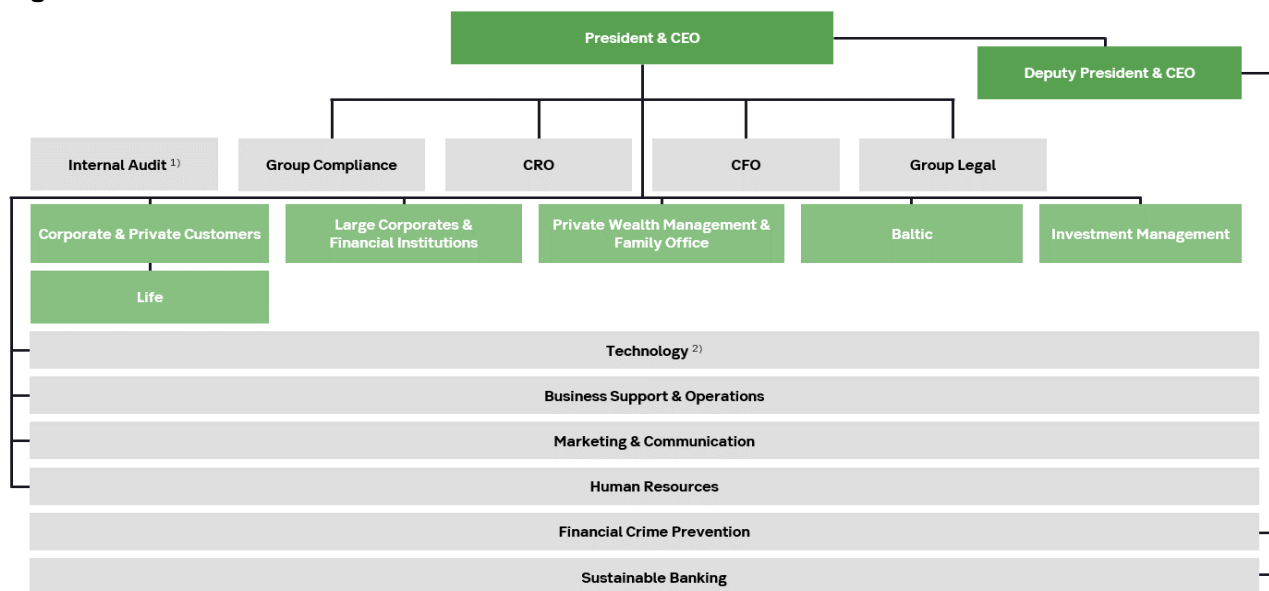 President & CEO
Deputy President & CEO
Internal Audit 1)
Group Compliance
CRO
CFO
Group Legal
Corporate & Private Customers
Large Corporates &
Financial Institutions
Private Wealth Management &
Family Office
Baltic
Investment Management
Life
Technology 2)
Business Support & Operations
Marketing & Communication
Human Resources
Financial Crime Prevention
Sustainable Banking